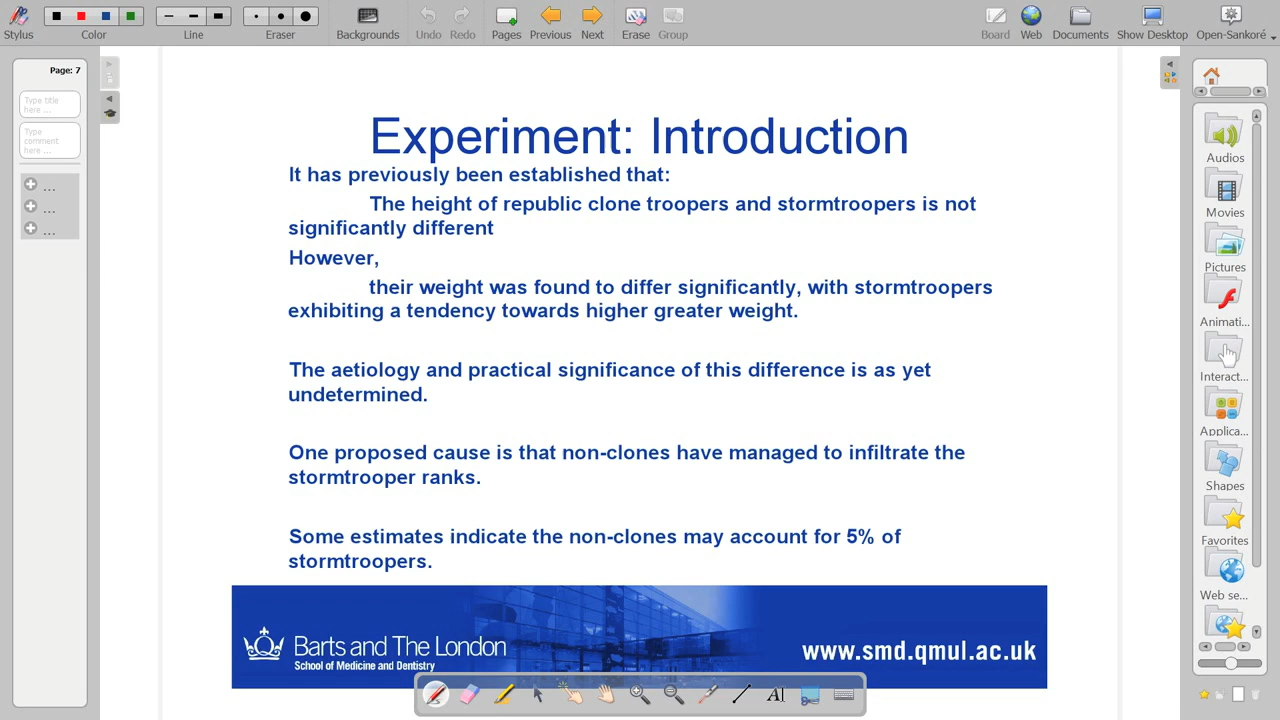 Stylus
Color
Line
Eraser
Backgrounds
Undo
Redo
Pages
Previous
Next
Erase
Group
Board
Web
Documents
Show Desktop
Open-Sankoré
Page: 7
Type title
here ...
Type
comment
here ...
...
...
...
Experiment: Introduction
It has previously been established that:
The height of republic clone troopers and stormtroopers is not
significantly different
However,
their weight was found to differ significantly, with stormtroopers
exhibiting a tendency towards higher greater weight.
The aetiology and practical significance of this difference is as yet
undetermined.
One proposed cause is that non-clones have managed to infiltrate the
stormtrooper ranks.
Some estimates indicate the non-clones may account for 5% of
stormtroopers.
Barts and The London
School of Medicine and Dentistry
www.smd.qmul.ac.uk
Audios
Movies
Pictures
Animati...
Interact...
Applica...
Shapes
Favorites
Web se...